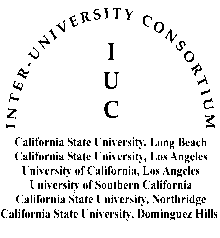 INTER-UNIVERSITY CONSORTIUM
I
U
C
California State University, Long Beach
California State University, Los Angeles
University of California, Los Angeles
University of Southern California
California State University, Northridge
California State University, Dominguez Hills